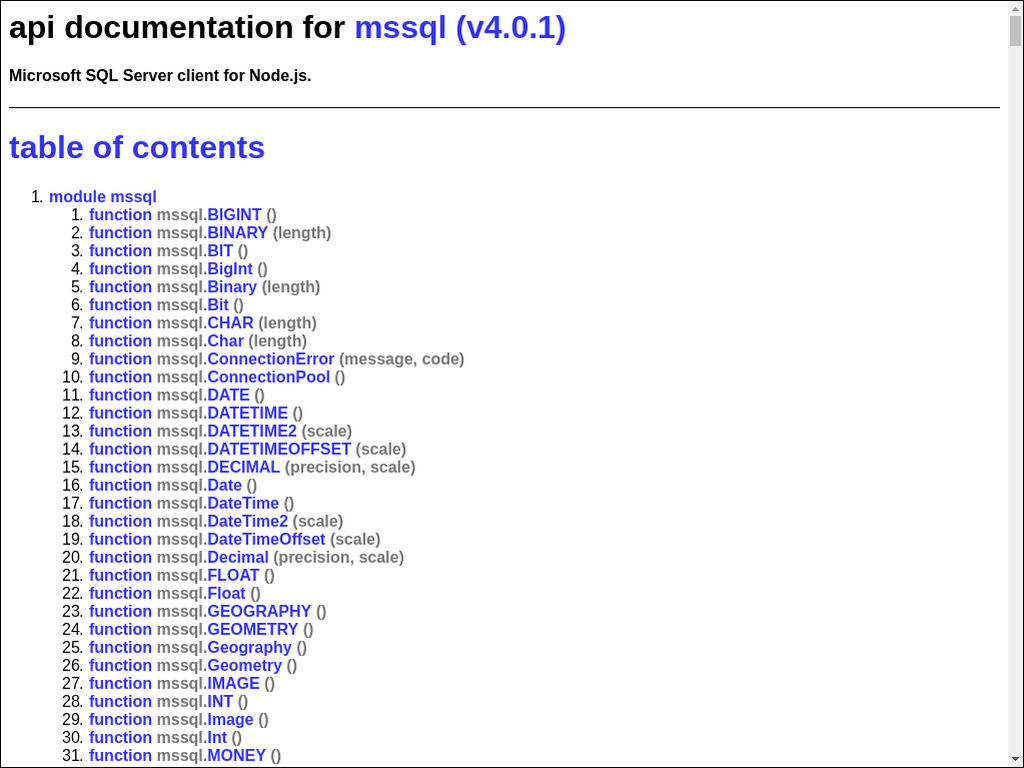 api documentation for mssql (v4.0.1)
Microsoft SQL Server client for Node.js.
table of contents
1. module mssql
1. function mssql.BIGINT ()
2. function mssql.BINARY (length)
3. function mssql.BIT ()
4. function mssql.BigInt ()
5. function mssql.Binary (length)
6. function mssql.Bit ()
7. function mssql.CHAR (length)
8. function mssql.Char (length)
9. function mssql.ConnectionError (message, code)
10. function mssql.ConnectionPool ()
11. function mssql.DATE ()
12. function mssql.DATETIME ()
13. function mssql.DATETIME2 (scale)
14. function mssql.DATETIMEOFFSET (scale)
15. function mssql.DECIMAL (precision, scale)
16. function mssql.Date ()
17. function mssql.DateTime ()
18. function mssql.DateTime2 (scale)
19. function mssql.DateTimeOffset (scale)
20. function mssql.Decimal (precision, scale)
21. function mssql.FLOAT ()
22. function mssql.Float ()
23. function mssql.GEOGRAPHY ()
24. function mssql.GEOMETRY ()
25. function mssql.Geography ()
26. function mssql.Geometry ()
27. function mssql.IMAGE ()
28. function mssql.INT ()
29. function mssql.Image ()
30. function mssql.Int ()
31. function mssql.MONEY ()